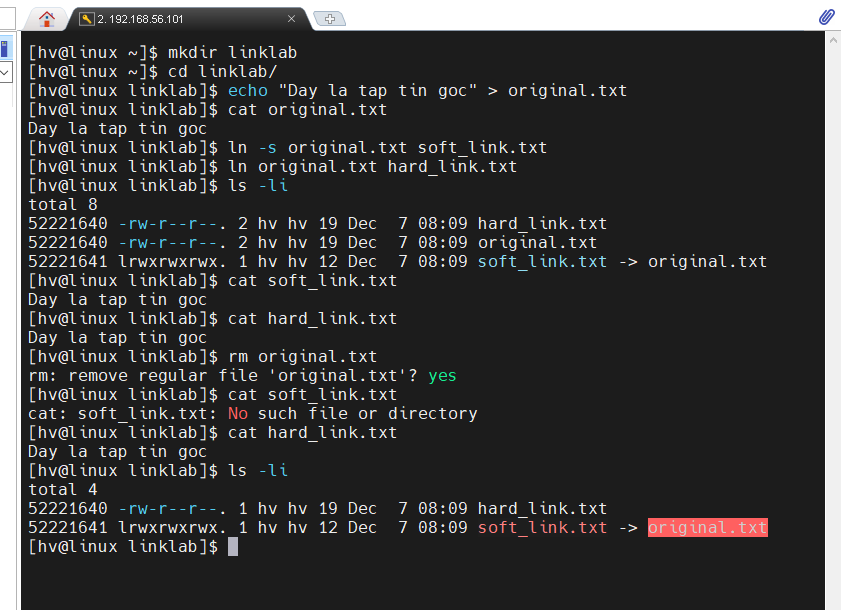 2. 192.168.56.101
[hv@linux ~]$ mkdir linklab
[hv@linux ~]$ cd linklab/
[hv@linux linklab]$ echo "Day la tap tin goc" > original.txt
[hv@linux linklab]$ cat original.txt
Day la tap tin goc
[hv@linux linklab]$ ln -s original.txt soft_link.txt
[hv@linux linklab]$ ln original.txt hard_link.txt
[hv@linux linklab]$ ls -li
total 8
52221640 -rw-r--r--. 2 hv hv 19 Dec  7 08:09 hard_link.txt
52221640 -rw-r--r--. 2 hv hv 19 Dec  7 08:09 original.txt
52221641 lrwxrwxrwx. 1 hv hv 12 Dec  7 08:09 soft_link.txt -> original.txt
[hv@linux linklab]$ cat soft_link.txt
Day la tap tin goc
[hv@linux linklab]$ cat hard_link.txt
Day la tap tin goc
[hv@linux linklab]$ rm original.txt
rm: remove regular file 'original.txt'? yes
[hv@linux linklab]$ cat soft_link.txt
cat: soft_link.txt: No such file or directory
[hv@linux linklab]$ cat hard_link.txt
Day la tap tin goc
[hv@linux linklab]$ ls -li
total 4
52221640 -rw-r--r--. 1 hv hv 19 Dec  7 08:09 hard_link.txt
52221641 lrwxrwxrwx. 1 hv hv 12 Dec  7 08:09 soft_link.txt -> original.txt
[hv@linux linklab]$